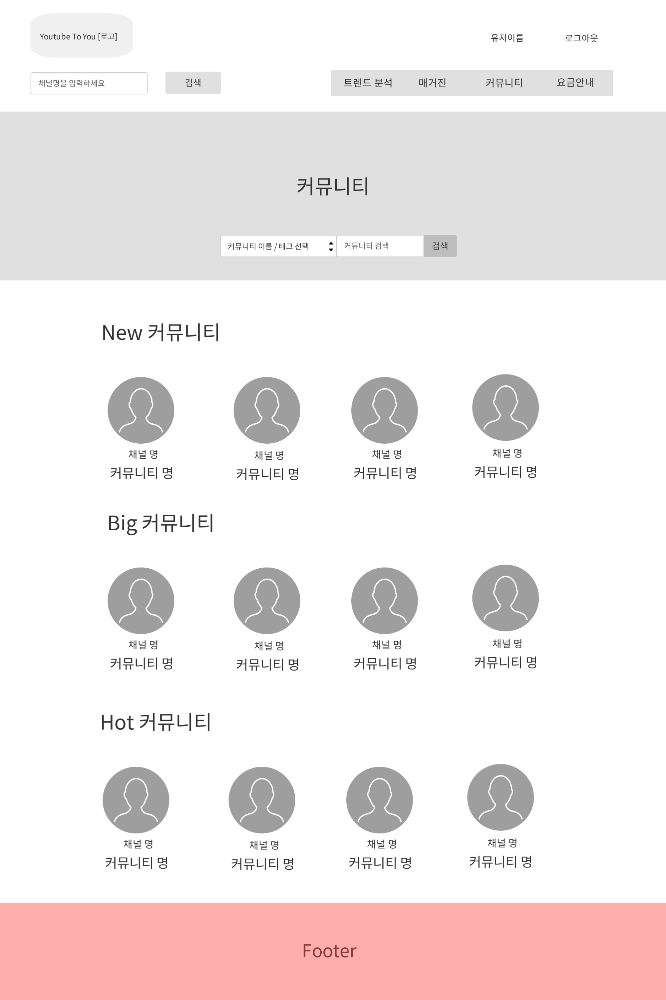 Youtube To You [로고]
유저이름
로그아웃
채널명을 입력하세요
검색
트렌드 분석
매거진
커뮤니티
요금안내
커뮤니티
커뮤니티 이름 / 태그 선택
커뮤니티 검색
검색
New 커뮤니티
채널 명
커뮤니티 명
채널 명
커뮤니티 명
채널 명
커뮤니티 명
채널 명
커뮤니티 명
Big 커뮤니티
채널 명
커뮤니티 명
채널 명
커뮤니티 명
채널 명
커뮤니티 명
채널 명
커뮤니티 명
Hot 커뮤니티
채널 명
커뮤니티 명
채널 명
커뮤니티 명
채널 명
커뮤니티 명
채널 명
커뮤니티 명
Footer